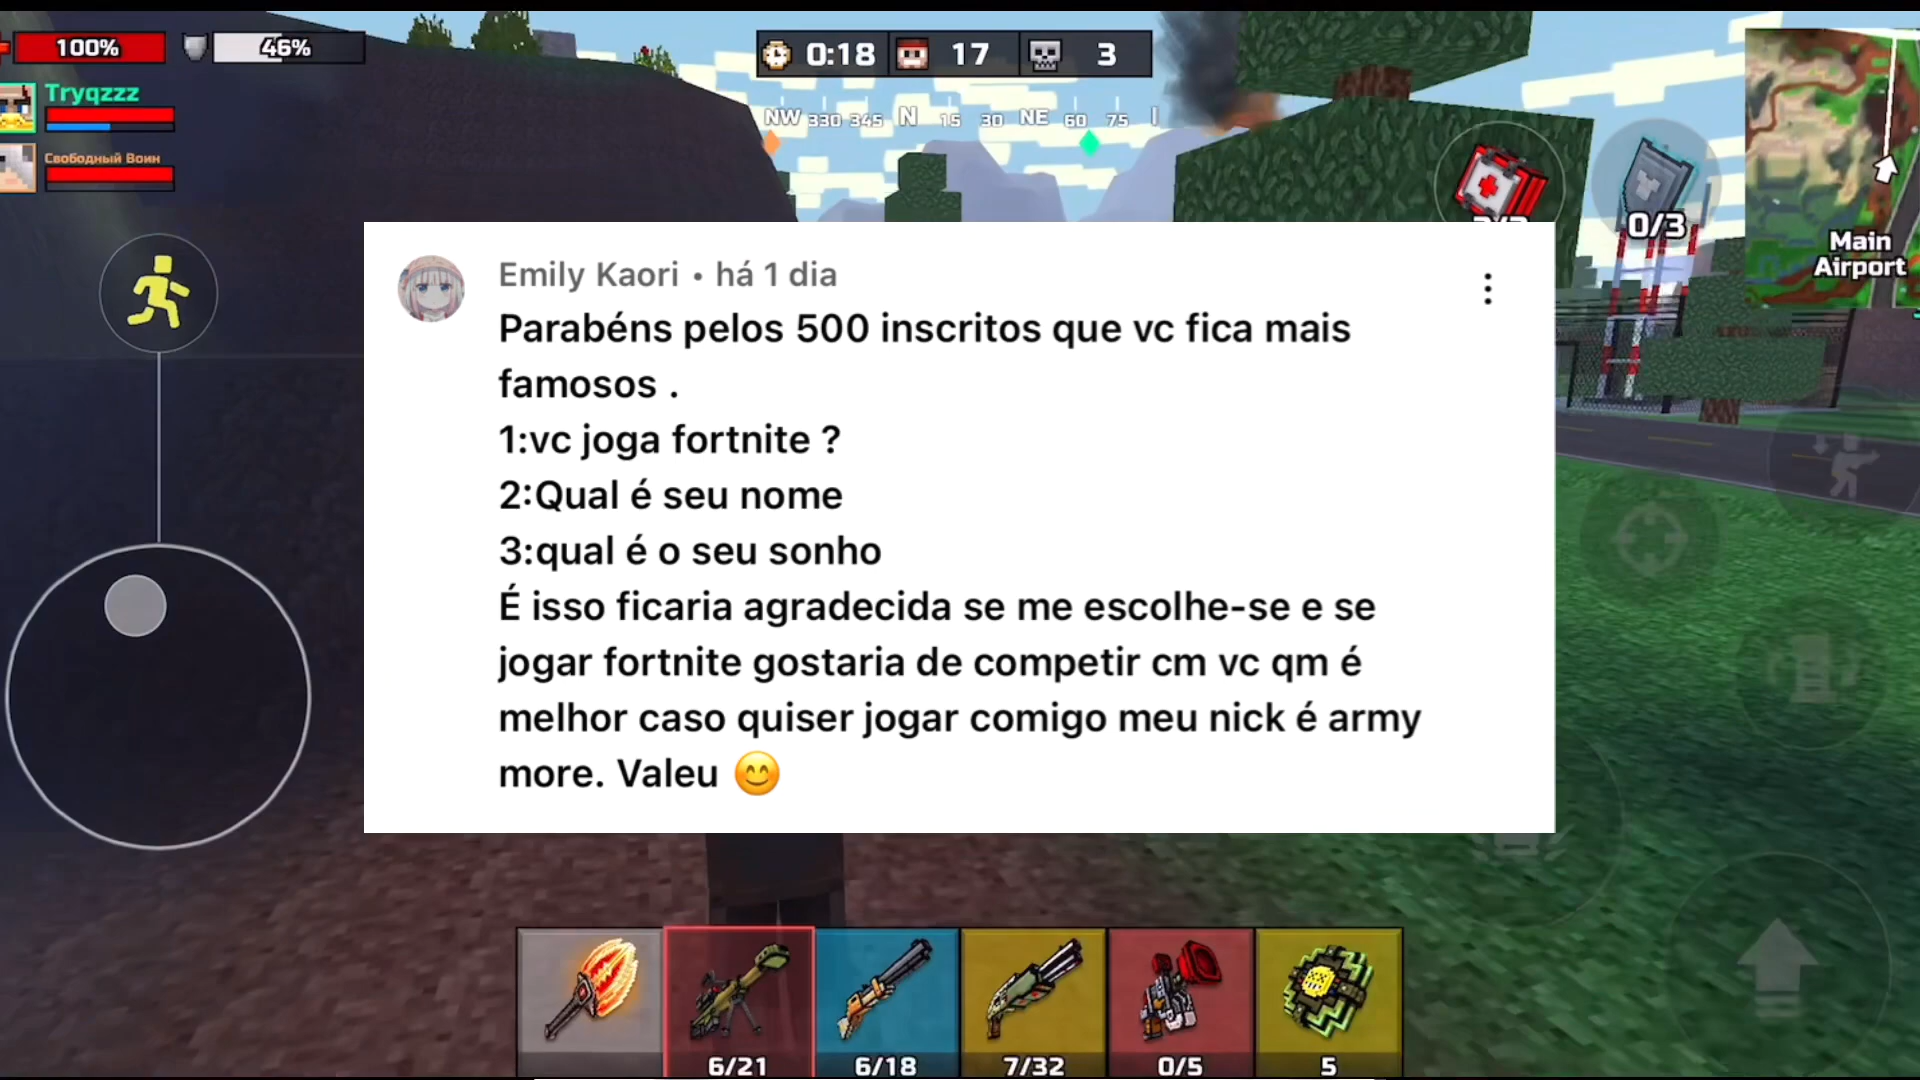 100%
46%
0:18
17
3
Tryqzzz
Свободный Воин
NW 330 345 N 15 30 NE 60 75
0/3
Main
Airport
Emily Kaori • há 1 dia
Parabéns pelos 500 inscritos que vc fica mais
famosos .
1:vc joga fortnite ?
2:Qual é seu nome
3:qual é o seu sonho
É isso ficaria agradecida se me escolhe-se e se
jogar fortnite gostaria de competir cm vc qm é
melhor caso quiser jogar comigo meu nick é army
more. Valeu 😊
6/21
6/18
7/32
0/5
5